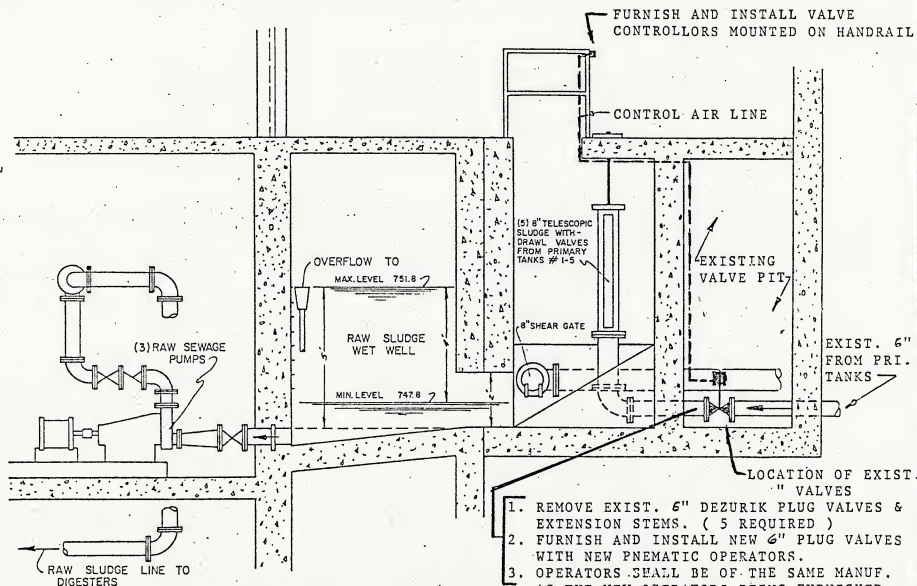 FURNISH AND INSTALL VALVE
CONTROLLORS MOUNTED ON HANDRAIL
CONTROL AIR LINE
(5) 8" TELESCOPIC
SLUDGE WITH-
DRAWL VALVES
FROM PRIMARY
TANKS # 1-5
EXISTING
VALVE PIT
OVERFLOW TO
MAX. LEVEL 751.8
RAW SLUDGE
WET WELL
MIN. LEVEL 747.8
8" SHEAR GATE
(3) RAW SEWAGE
PUMPS
EXIST. 6"
FROM PRI.
TANKS
LOCATION OF EXIST.
" VALVES
1. REMOVE EXIST. 6" DEZURIK PLUG VALVES &
EXTENSION STEMS. ( 5 REQUIRED )
2. FURNISH AND INSTALL NEW 6" PLUG VALVES
WITH NEW PNEMATIC OPERATORS.
3. OPERATORS SHALL BE OF THE SAME MANUF.
RAW SLUDGE LINE TO
DIGESTERS